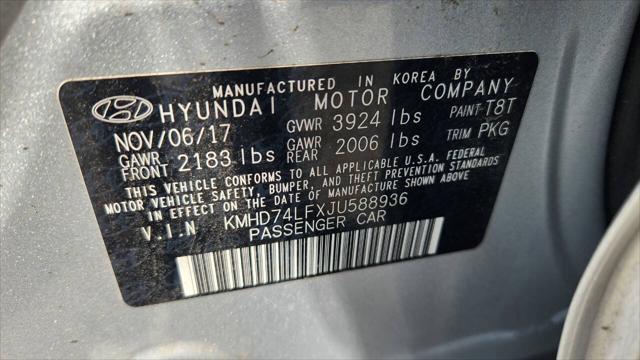 MANUFACTURED IN KOREA BY
HYUNDAI MOTOR COMPANY
NOV/06/17 GVWR 3924 lbs PAINT T8T
GAWR FRONT 2183 lbs GAWR REAR 2006 lbs TRIM PKG
THIS VEHICLE CONFORMS TO ALL APPLICABLE U.S.A. FEDERAL
MOTOR VEHICLE SAFETY, BUMPER, AND THEFT PREVENTION STANDARDS
IN EFFECT ON THE DATE OF MANUFACTURE SHOWN ABOVE.
V.I.N KMHD74LFXJU588936
PASSENGER CAR